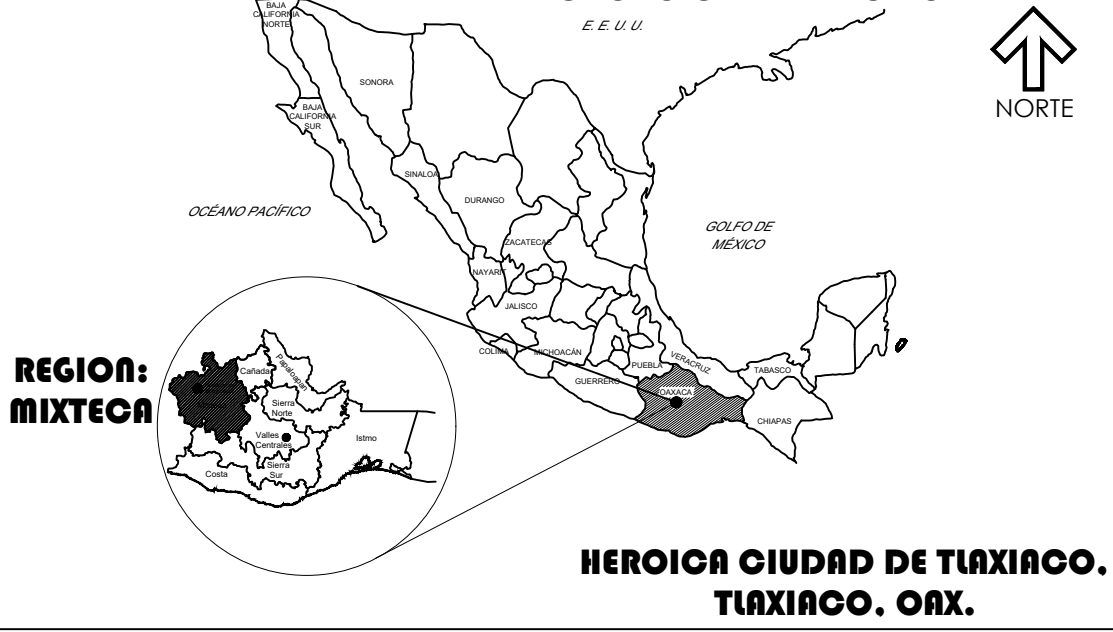 BAJA
CALIFORNIA
NORTE
E. E. U. U.
NORTE
SONORA
BAJA
CALIFORNIA
SUR
SINALOA
DURANGO
OCÉANO PACÍFICO
GOLFO DE
MÉXICO
ZACATECAS
NAYARIT
JALISCO
COLIMA
MICHOACÁN
PUEBLA
VERACRUZ
TABASCO
GUERRERO
OAXACA
CHIAPAS
REGION:
MIXTECA
Cañada
Papaloapan
Sierra
Norte
Valles
Centrales
Istmo
Sierra
Sur
Costa
HEROICA CIUDAD DE TLAXIACO,
TLAXIACO, OAX.